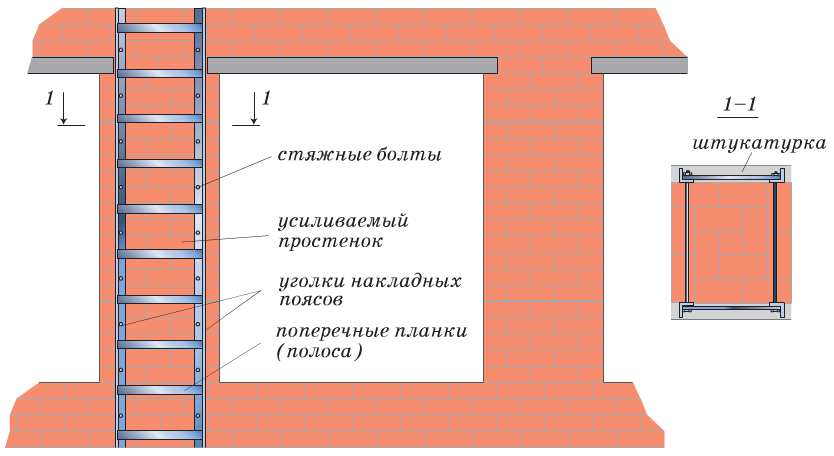 1
1
1–1
штукатурка
стяжные болты
усиливаемый
простенок
уголки накладных
поясов
поперечные планки
(полоса)